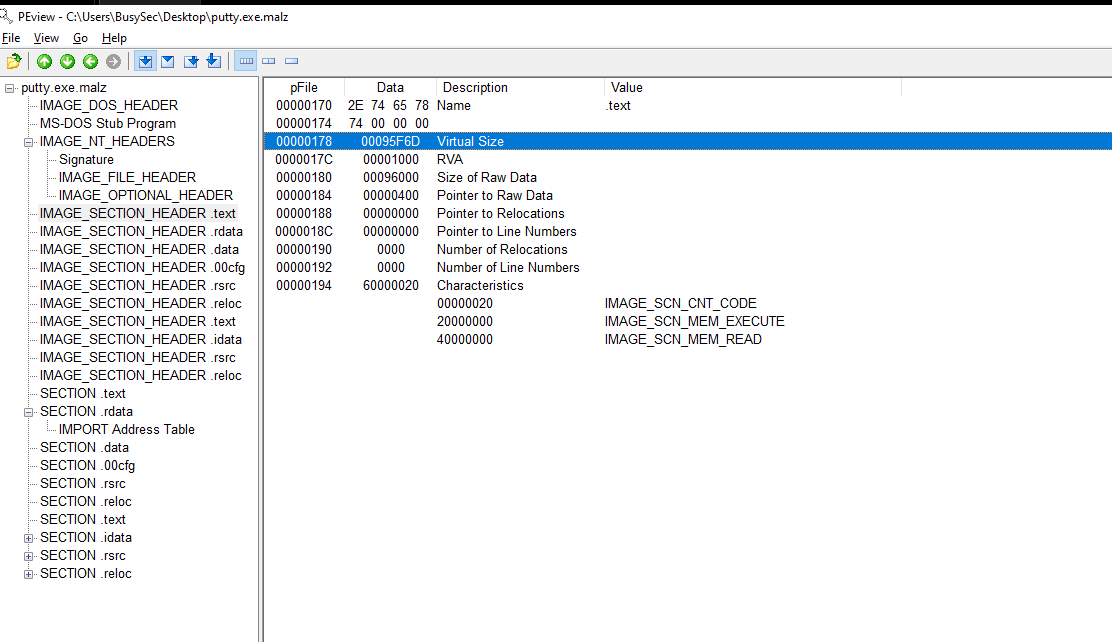 PEview - C:\Users\BusySec\Desktop\putty.exe.malz
File View Go Help
putty.exe.malz
IMAGE_DOS_HEADER
MS-DOS Stub Program
IMAGE_NT_HEADERS
Signature
IMAGE_FILE_HEADER
IMAGE_OPTIONAL_HEADER
IMAGE_SECTION_HEADER .text
IMAGE_SECTION_HEADER .rdata
IMAGE_SECTION_HEADER .data
IMAGE_SECTION_HEADER .00cfg
IMAGE_SECTION_HEADER .rsrc
IMAGE_SECTION_HEADER .reloc
IMAGE_SECTION_HEADER .text
IMAGE_SECTION_HEADER .idata
IMAGE_SECTION_HEADER .rsrc
IMAGE_SECTION_HEADER .reloc
SECTION .text
SECTION .rdata
IMPORT Address Table
SECTION .data
SECTION .00cfg
SECTION .rsrc
SECTION .reloc
SECTION .text
SECTION .idata
SECTION .rsrc
SECTION .reloc
pFile Data Description Value
00000170 2E 74 65 78 Name .text
00000174 74 00 00 00
00000178 00095F6D Virtual Size
0000017C 00001000 RVA
00000180 00096000 Size of Raw Data
00000184 00000400 Pointer to Raw Data
00000188 00000000 Pointer to Relocations
0000018C 00000000 Pointer to Line Numbers
00000190 0000 Number of Relocations
00000192 0000 Number of Line Numbers
00000194 60000020 Characteristics
00000020 IMAGE_SCN_CNT_CODE
20000000 IMAGE_SCN_MEM_EXECUTE
40000000 IMAGE_SCN_MEM_READ